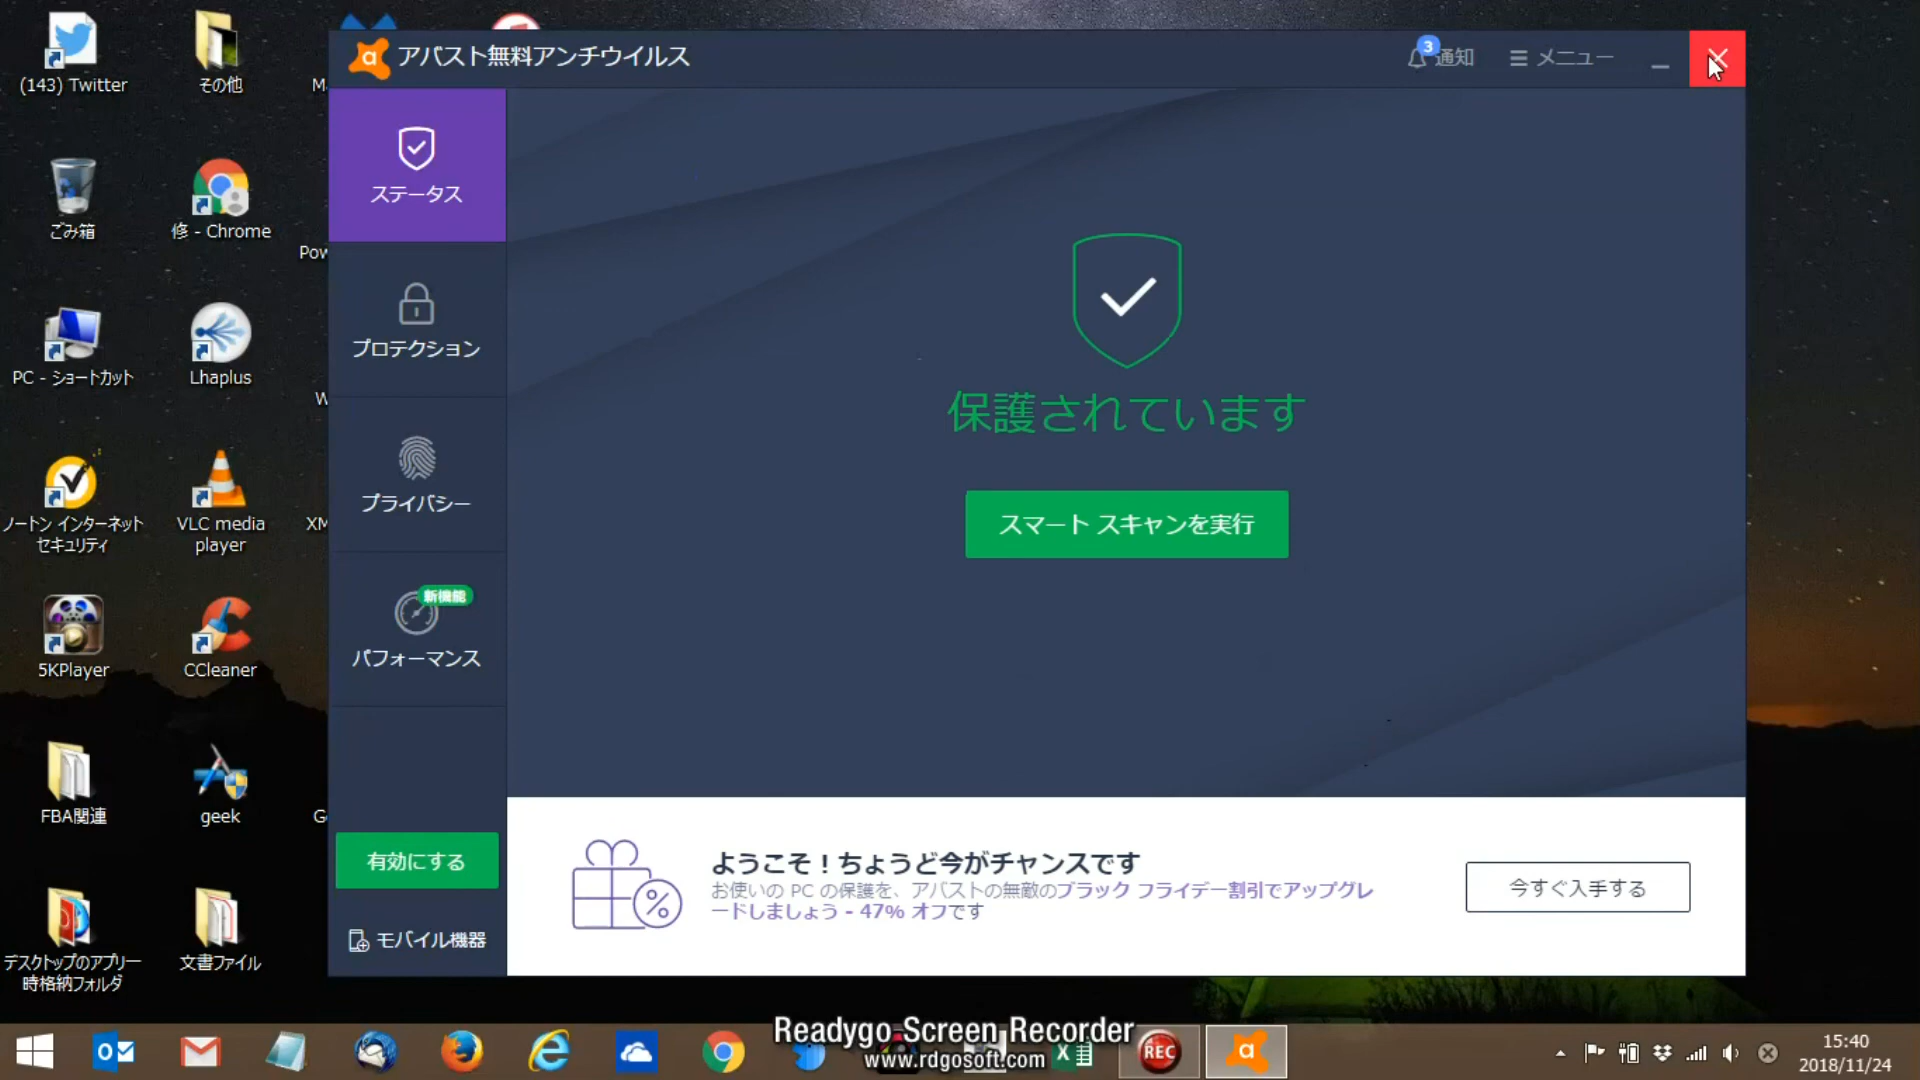 (143) Twitter
その他
M
アバスト無料アンチウイルス
3
通知
メニュー
ステータス
ごみ箱
修 - Chrome
Pow
プロテクション
保護されています
PC - ショートカット
Lhaplus
W
プライバシー
スマート スキャンを実行
ノートン インターネット
セキュリティ
VLC media
player
XM
新機能
パフォーマンス
5KPlayer
CCleaner
FBA関連
geek
G
有効にする
ようこそ！ちょうど今がチャンスです
お使いの PC の保護を、アバストの無敵のブラック フライデー割引でアップグレ
ードしましょう - 47% オフです
今すぐ入手する
モバイル機器
デスクトップのアプリ一
時格納フォルダ
文書ファイル
Readygo Screen Recorder
www.rdgosoft.com
REC
15:40
2018/11/24